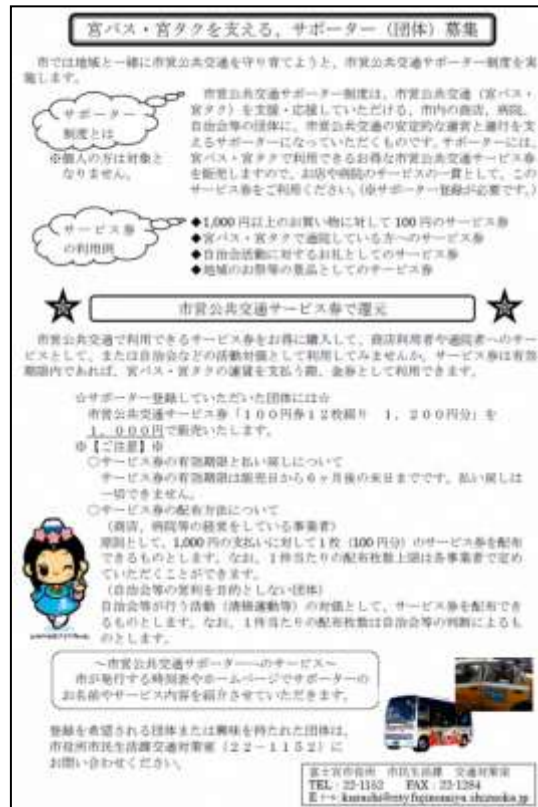 宮バス・宮タクを支える、サポーター（団体）募集
市では地域と一緒に市営公共交通を守り育てようと、市営公共交通サポーター制度を実
施します。
サポーター
制度とは
※個人の方は対象と
なりません。
市営公共交通サポーター制度は、市営公共交通（宮バス・
宮タク）を支援・応援していただける、市内の商店、病院、
自治会等の団体に、市営公共交通の安定的な運営と運行を支
えるサポーターになっていただくものです。サポーターには、
宮バス・宮タクで利用できるお得な市営公共交通サービス券
を販売しますので、お店や病院のサービスの一貫として、この
サービス券をご利用ください。（※サポーター登録が必要です。）
サービス券
の利用例
◆1,000円以上のお買い物に対して100円のサービス券
◆宮バス・宮タクで通院している方へのサービス券
◆自治会活動に対するお礼としてのサービス券
◆地域のお祭等の景品としてのサービス券
市営公共交通サービス券で還元
市営公共交通で利用できるサービス券をお得に購入して、商店利用者や通院者へのサー
ビスとして、または自治会などの活動対価として利用してみませんか。サービス券は有効
期限内であれば、宮バス・宮タクの運賃を支払う際、金券として利用できます。
☆サポーター登録していただいた団体には☆
市営公共交通サービス券「１００円券１２枚綴り　１，２００円分」を
１，０００円で販売いたします。
※【ご注意】※
○サービス券の有効期限と払い戻しについて
サービス券の有効期限は販売日から６ヶ月後の末日までです。払い戻しは
一切できません。
○サービス券の配布方法について
（商店、病院等の経営をしている事業者）
原則として、1,000円の支払いに対して１枚（100円分）のサービス券を配布
できるものとします。なお、１件当たりの配布枚数上限は各事業者で定め
ていただくことができます。
（自治会等の営利を目的としない団体）
自治会等が行う活動（清掃運動等）の対価として、サービス券を配布でき
るものとします。なお、１件当たりの配布枚数は自治会等の判断によるも
のとします。
～市営公共交通サポーターへのサービス～
市が発行する時刻表やホームページでサポーターの
お名前やサービス内容を紹介させていただきます。
登録を希望される団体または興味を持たれた団体は、
市役所市民生活課交通対策室（２２－１１５２）に
お問い合わせください。
富士宮市役所　市民生活課　交通対策室
TEL：22-1152　FAX：22-1284